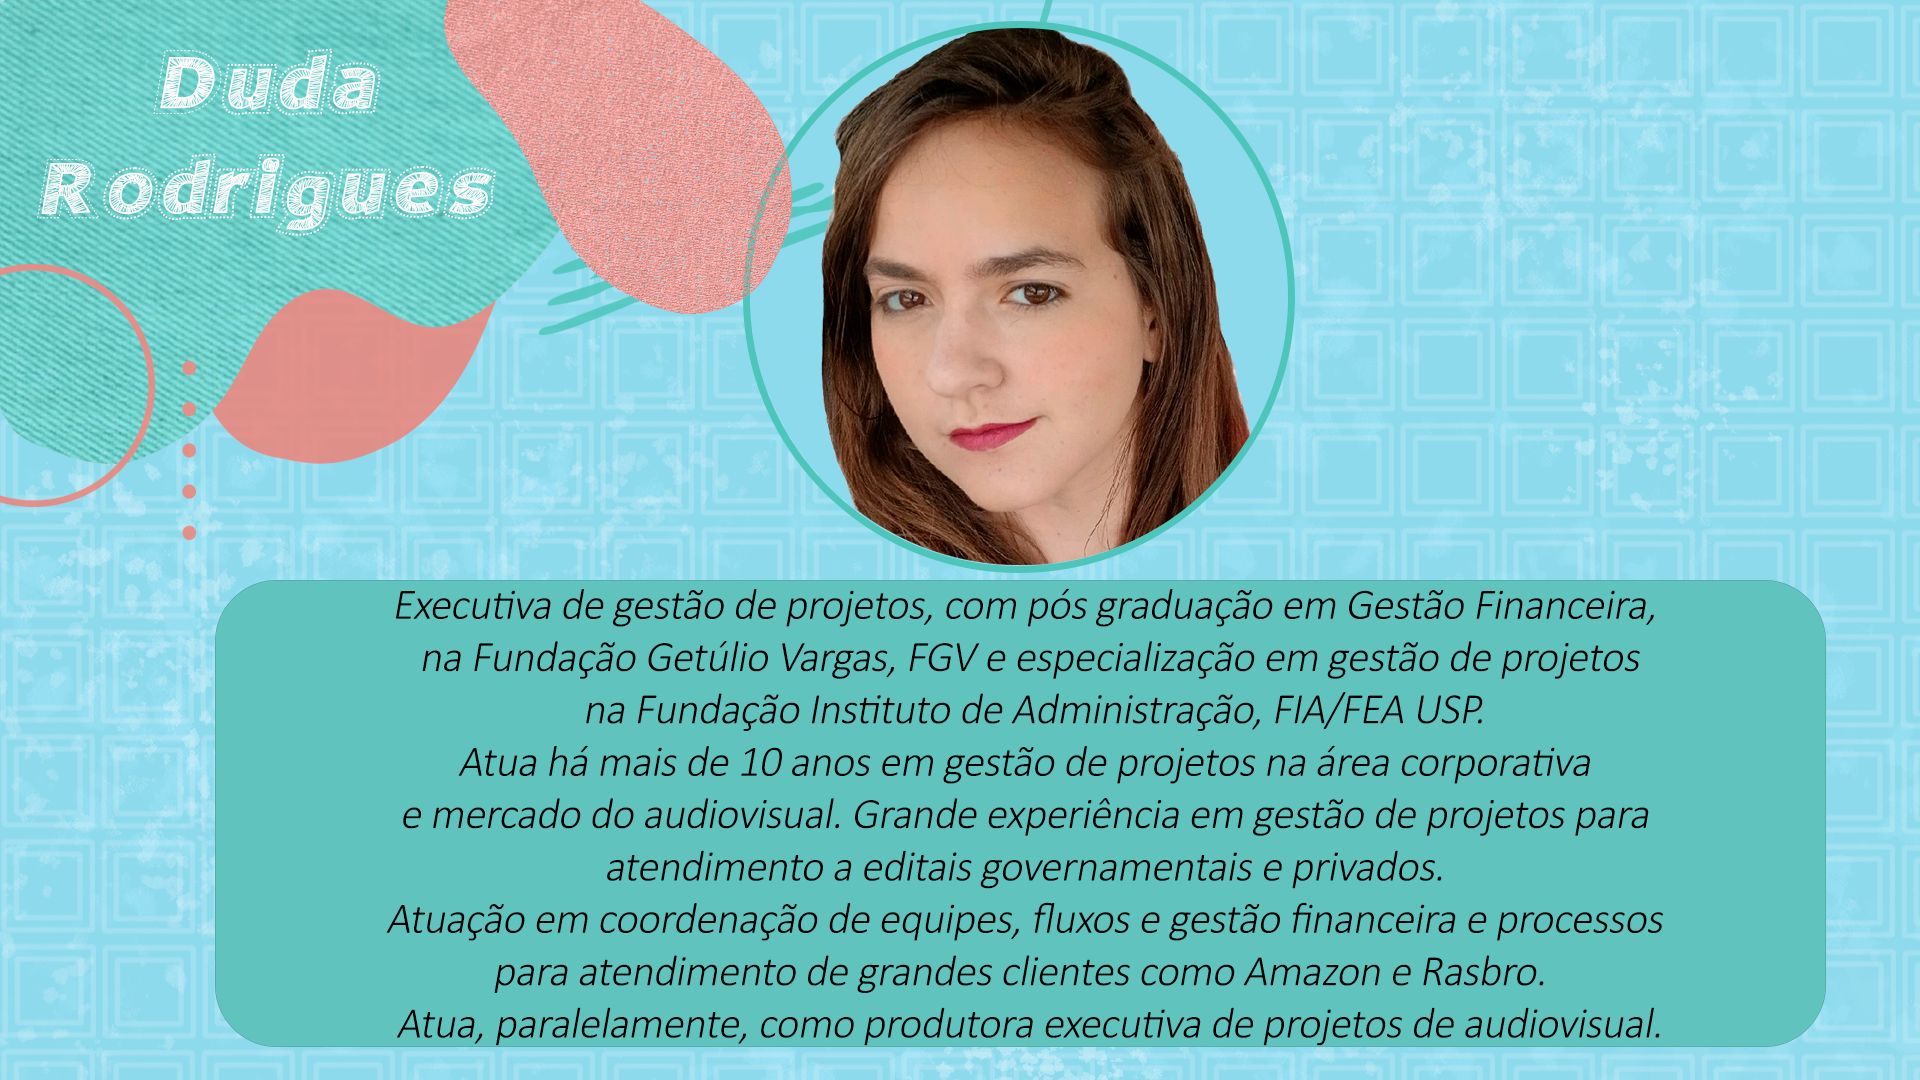 Duda
Rodrigues
Executiva de gestão de projetos, com pós graduação em Gestão Financeira,
na Fundação Getúlio Vargas, FGV e especialização em gestão de projetos
na Fundação Instituto de Administração, FIA/FEA USP.
Atua há mais de 10 anos em gestão de projetos na área corporativa
e mercado do audiovisual. Grande experiência em gestão de projetos para
atendimento a editais governamentais e privados.
Atuação em coordenação de equipes, fluxos e gestão financeira e processos
para atendimento de grandes clientes como Amazon e Rasbro.
Atua, paralelamente, como produtora executiva de projetos de audiovisual.